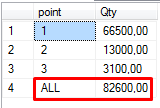 point Qty
1 1 66500,00
2 2 13000,00
3 3 3100,00
4 ALL 82600,00